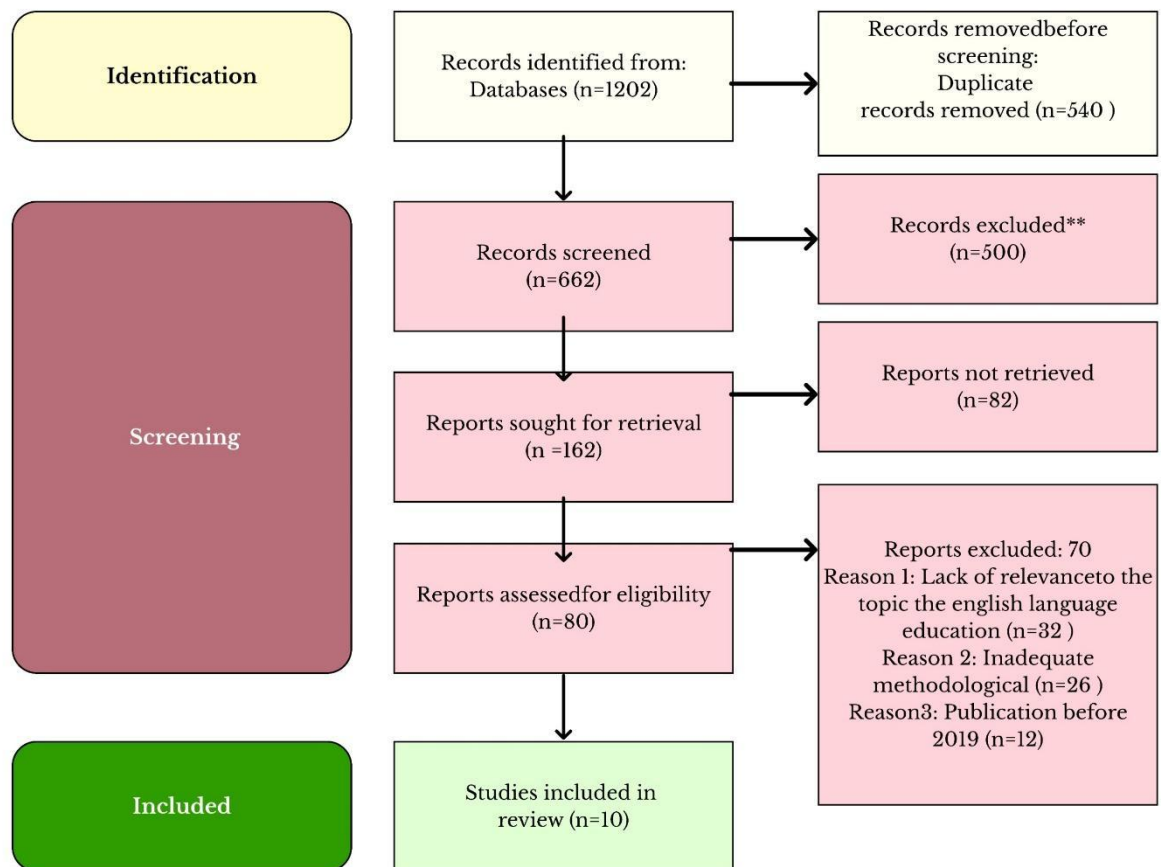 Identification
Records identified from:
Databases (n=1202)
Records removedbefore
screening:
Duplicate
records removed (n=540 )
Screening
Records screened
(n=662)
Records excluded**
(n=500)
Reports sought for retrieval
(n =162)
Reports not retrieved
(n=82)
Reports assessedfor eligibility
(n=80)
Reports excluded: 70
Reason 1: Lack of relevanceto the
topic the english language
education (n=32 )
Reason 2: Inadequate
methodological (n=26 )
Reason3: Publication before
2019 (n=12)
Included
Studies included in
review (n=10)